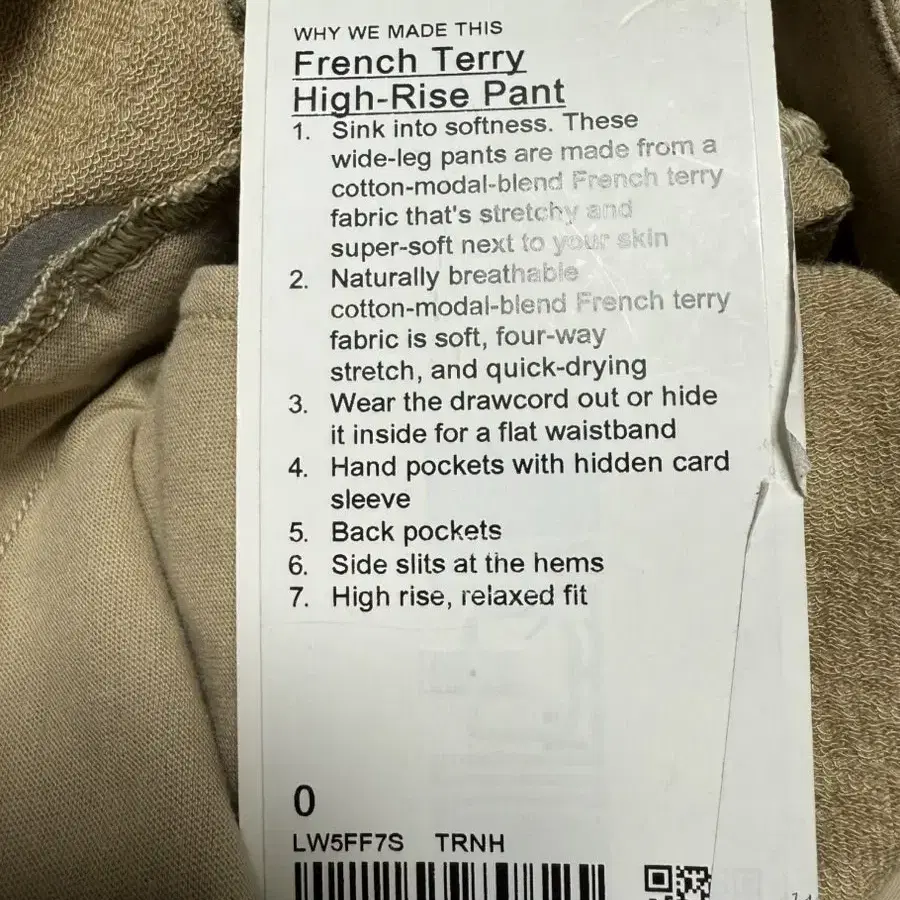 WHY WE MADE THIS
French Terry
High-Rise Pant
1. Sink into softness. These
wide-leg pants are made from a
cotton-modal-blend French terry
fabric that's stretchy and
super-soft next to your skin
2. Naturally breathable
cotton-modal-blend French terry
fabric is soft, four-way
stretch, and quick-drying
3. Wear the drawcord out or hide
it inside for a flat waistband
4. Hand pockets with hidden card
sleeve
5. Back pockets
6. Side slits at the hems
7. High rise, relaxed fit
0
LW5FF7S TRNH